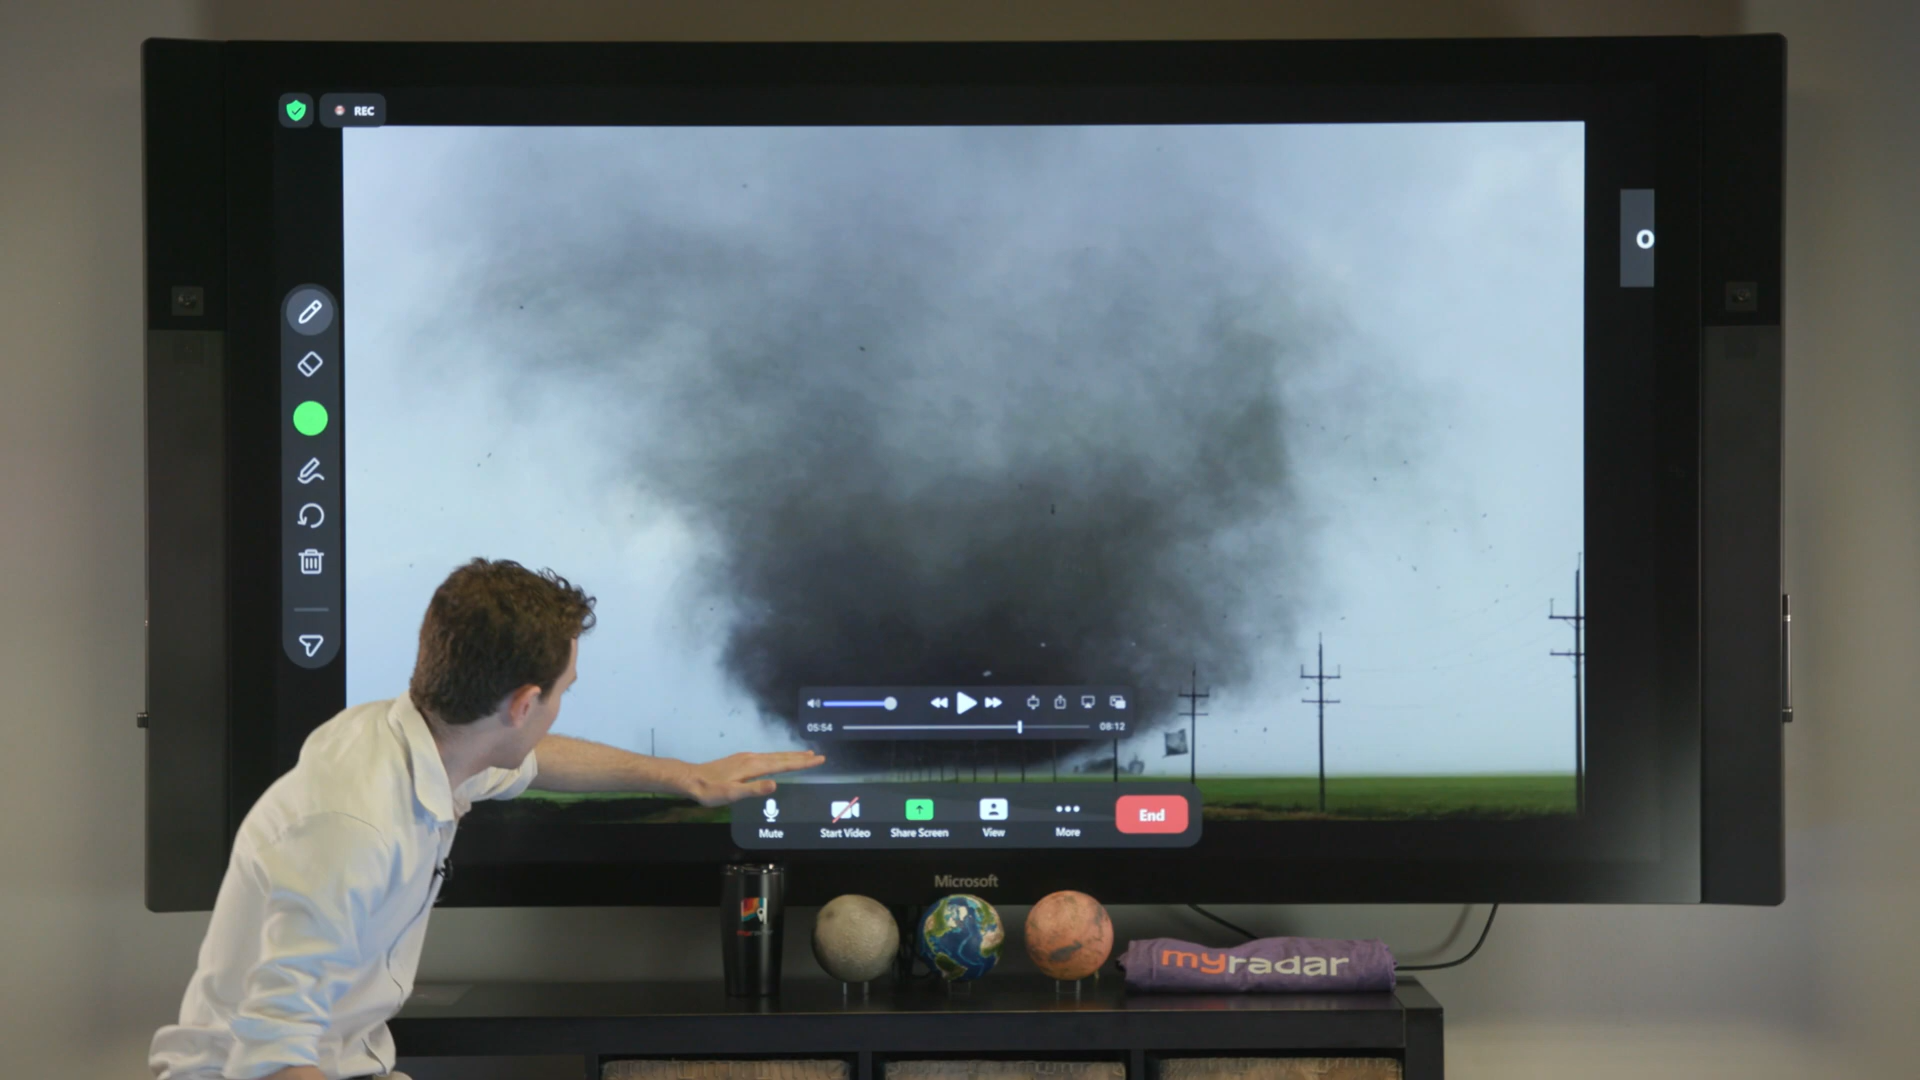 REC
O
05:54
08:12
Mute
Start Video
Share Screen
View
More
End
Microsoft
myradar